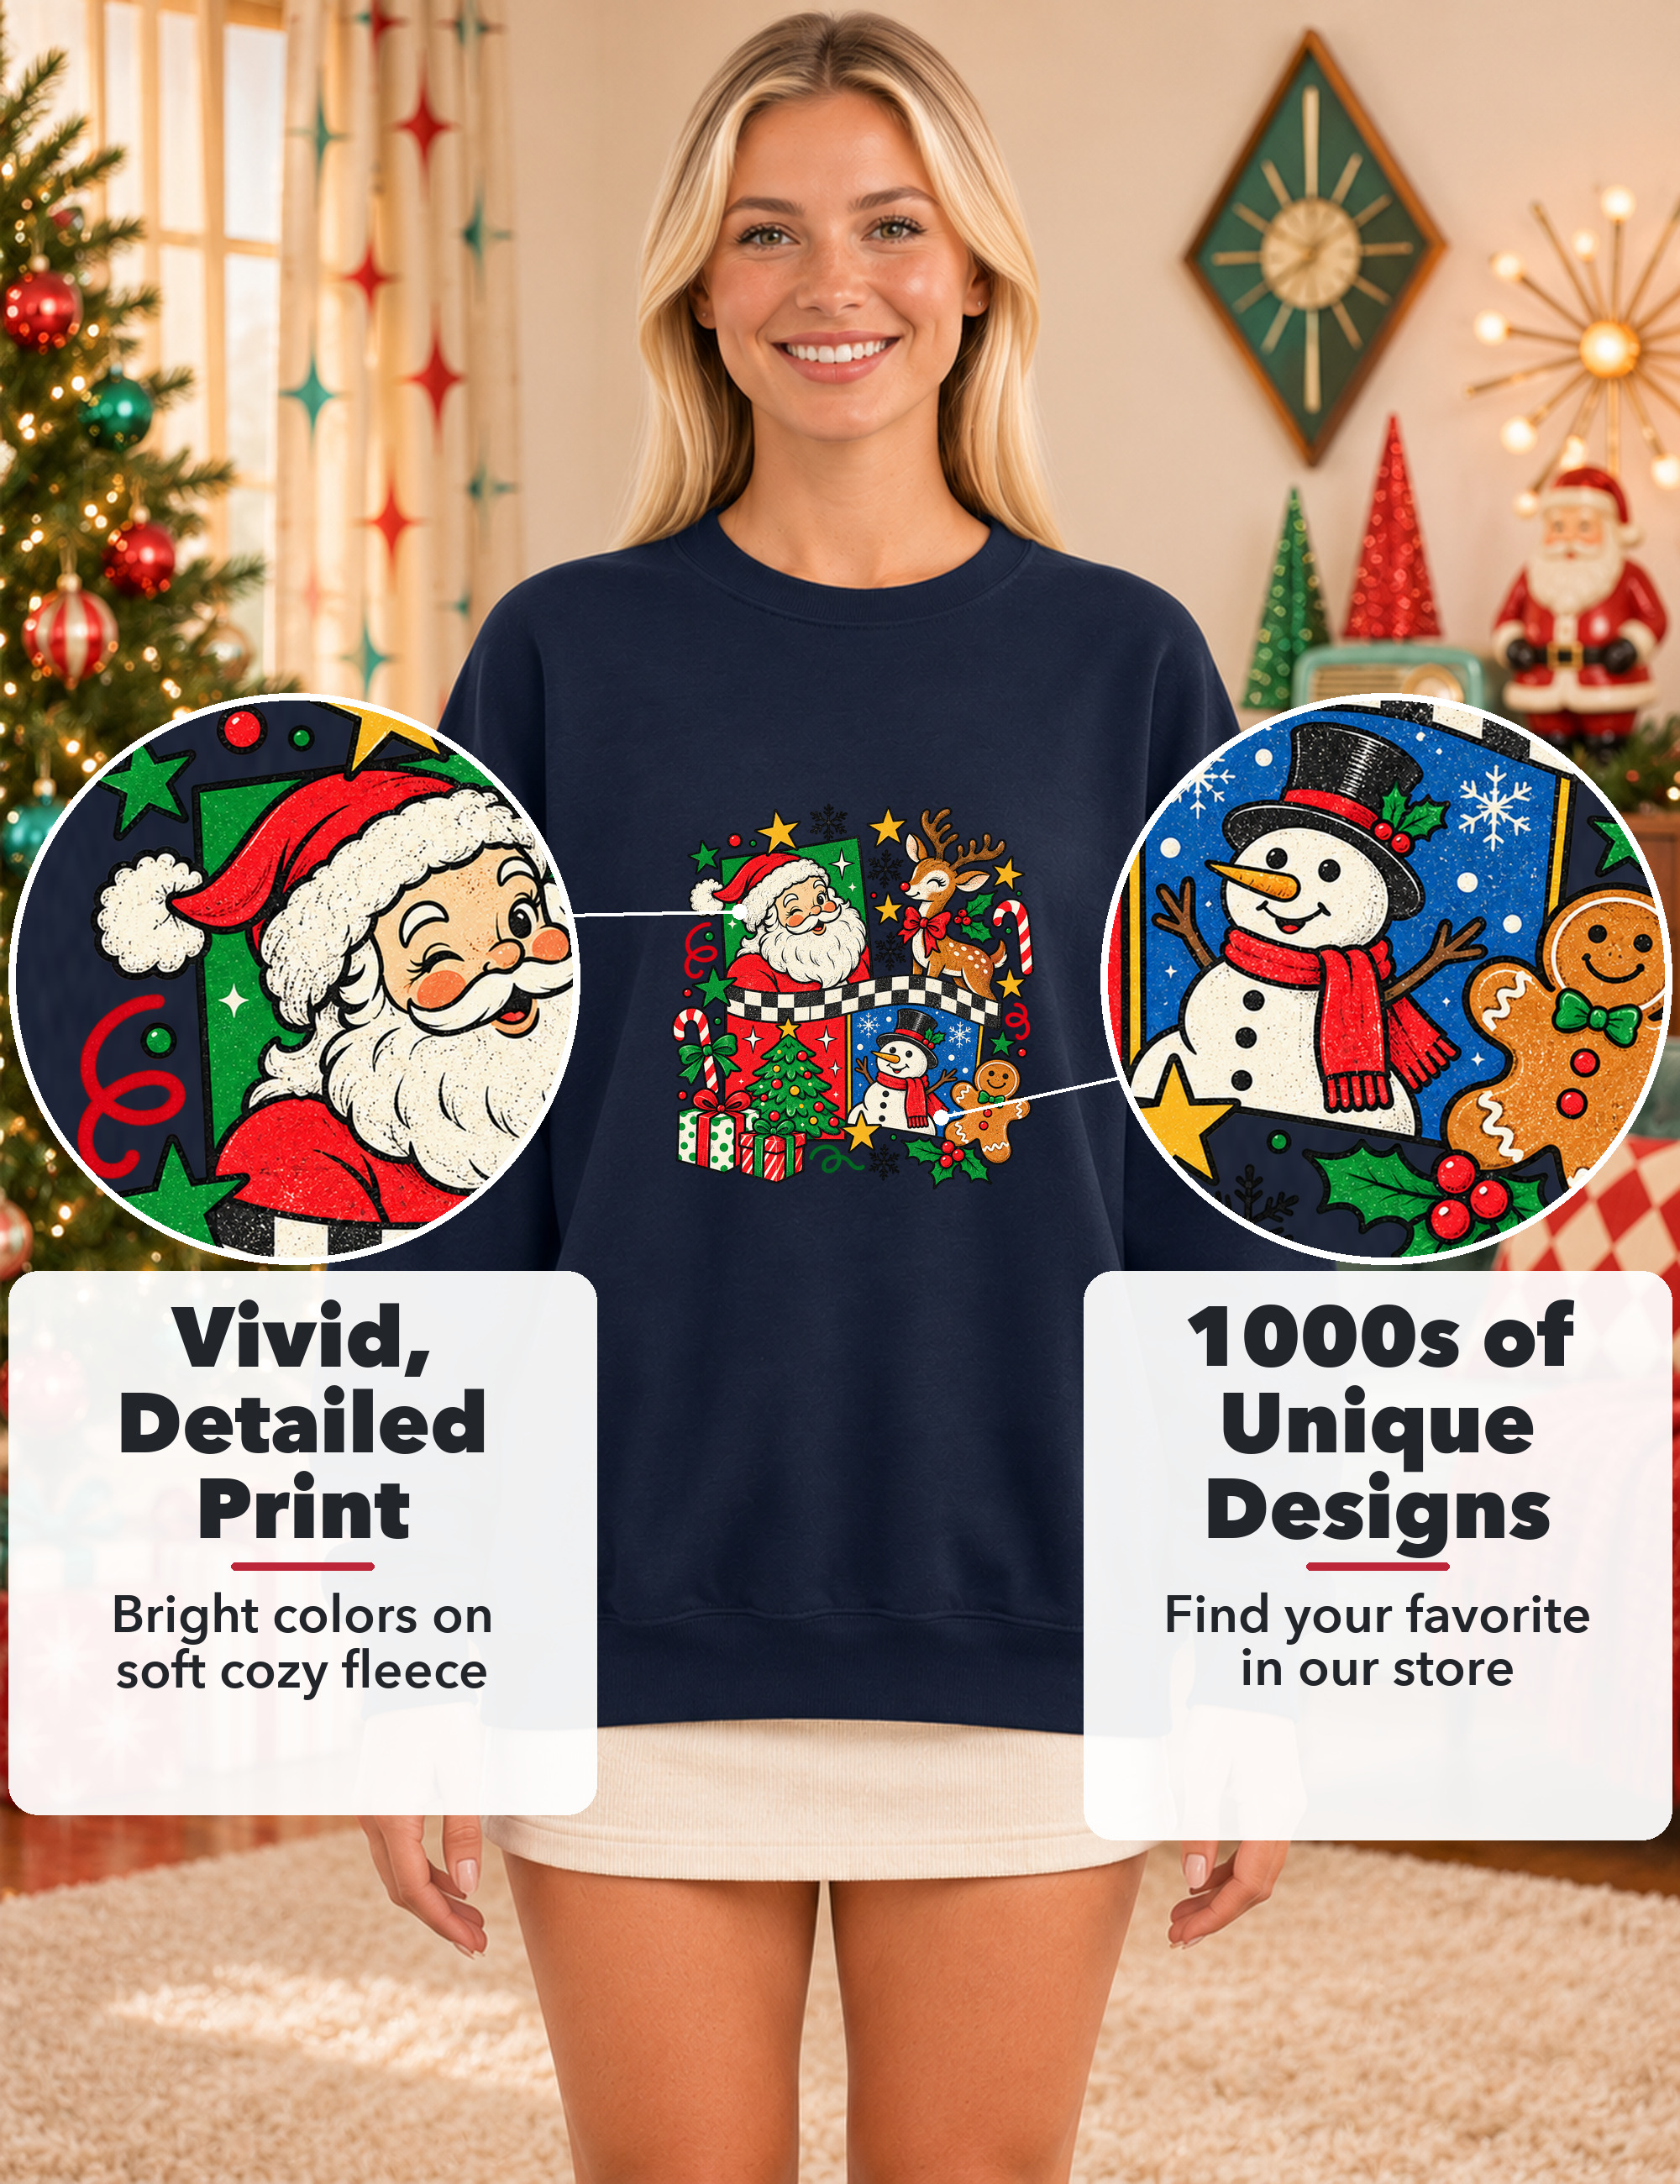 Vivid,
Detailed
Print
Bright colors on
soft cozy fleece
1000s of
Unique
Designs
Find your favorite
in our store